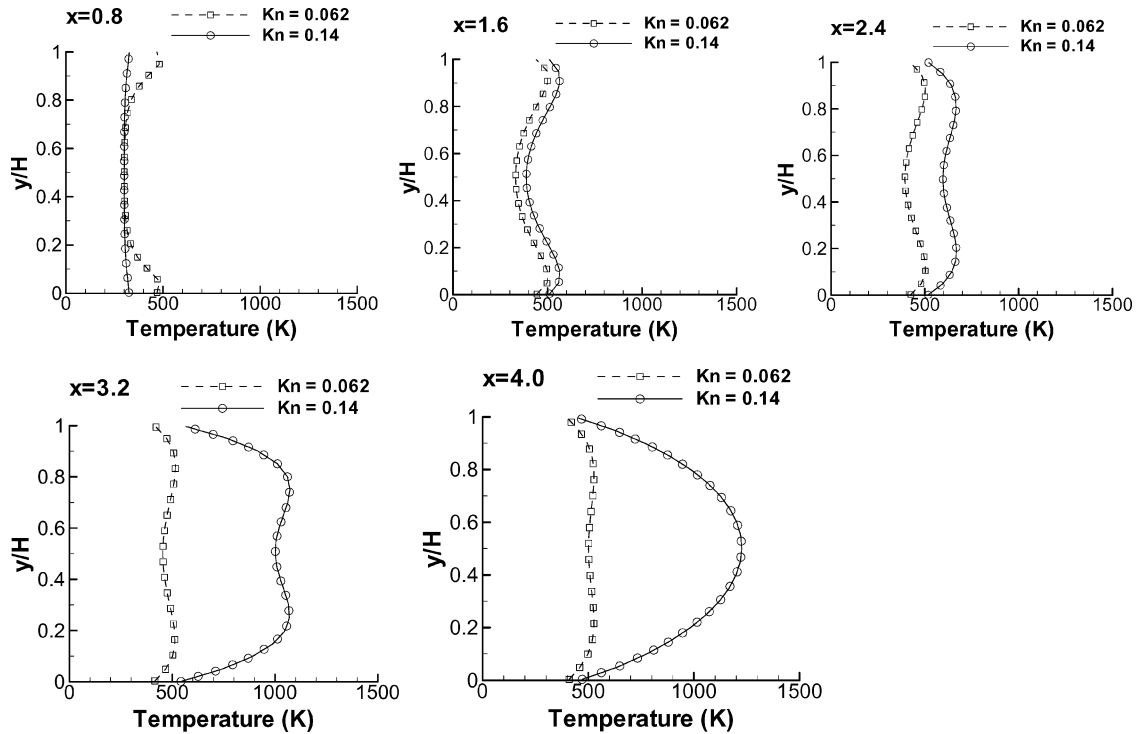 x=0.8
Kn = 0.062
Kn = 0.14
1
0.8
0.6
0.4
0.2
0
y/H
0 500 1000 1500
Temperature (K)
x=1.6
Kn = 0.062
Kn = 0.14
1
0.8
0.6
0.4
0.2
0
y/H
0 500 1000 1500
Temperature (K)
x=2.4
Kn = 0.062
Kn = 0.14
1
0.8
0.6
0.4
0.2
0
y/H
0 500 1000 1500
Temperature (K)
x=3.2
Kn = 0.062
Kn = 0.14
1
0.8
0.6
0.4
0.2
0
y/H
0 500 1000 1500
Temperature (K)
x=4.0
Kn = 0.062
Kn = 0.14
1
0.8
0.6
0.4
0.2
0
y/H
0 500 1000 1500
Temperature (K)